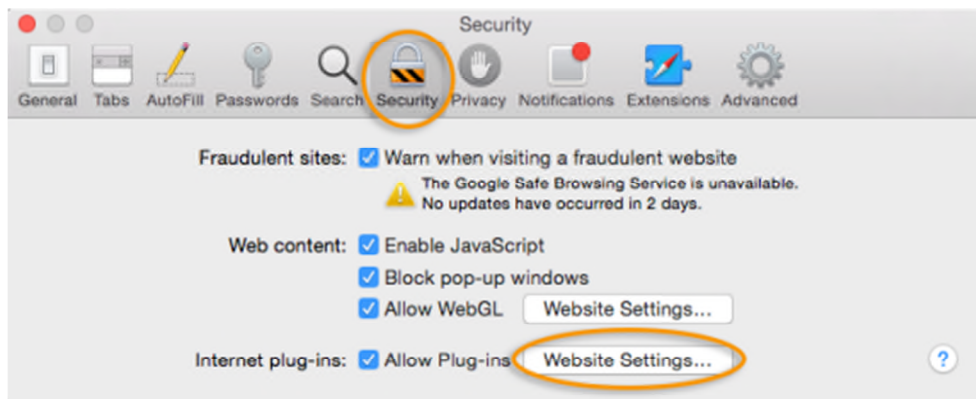 Security
General Tabs AutoFill Passwords Search Security Privacy Notifications Extensions Advanced
Fraudulent sites: Warn when visiting a fraudulent website
The Google Safe Browsing Service is unavailable.
No updates have occurred in 2 days.
Web content: Enable JavaScript
Block pop-up windows
Allow WebGL Website Settings...
Internet plug-ins: Allow Plug-ins Website Settings... ?